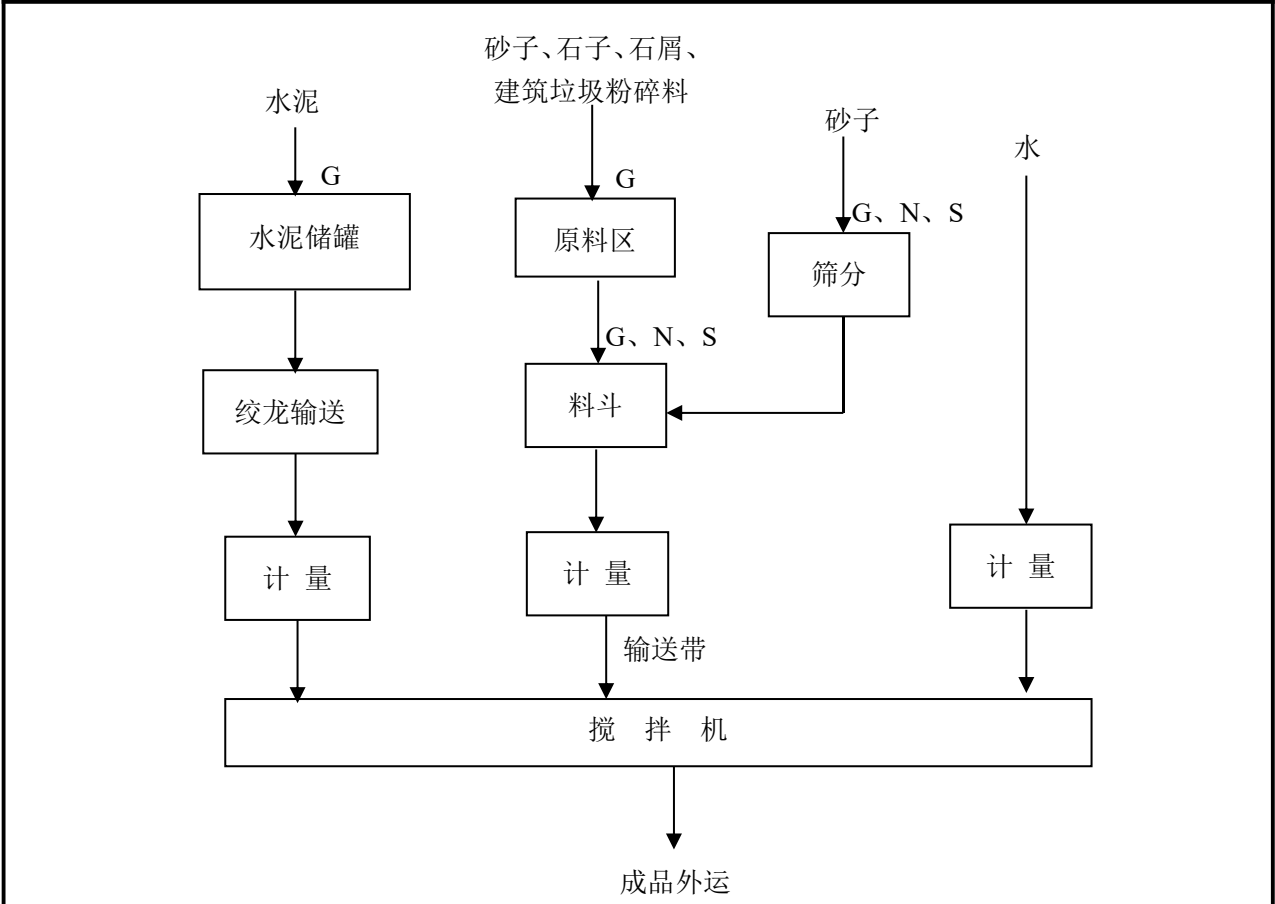 砂子、石子、石屑、
建筑垃圾粉碎料
水泥
砂子
水
G
G
G、N、S
水泥储罐
原料区
筛分
G、N、S
绞龙输送
料斗
计 量
计 量
计 量
输送带
搅 拌 机
成品外运